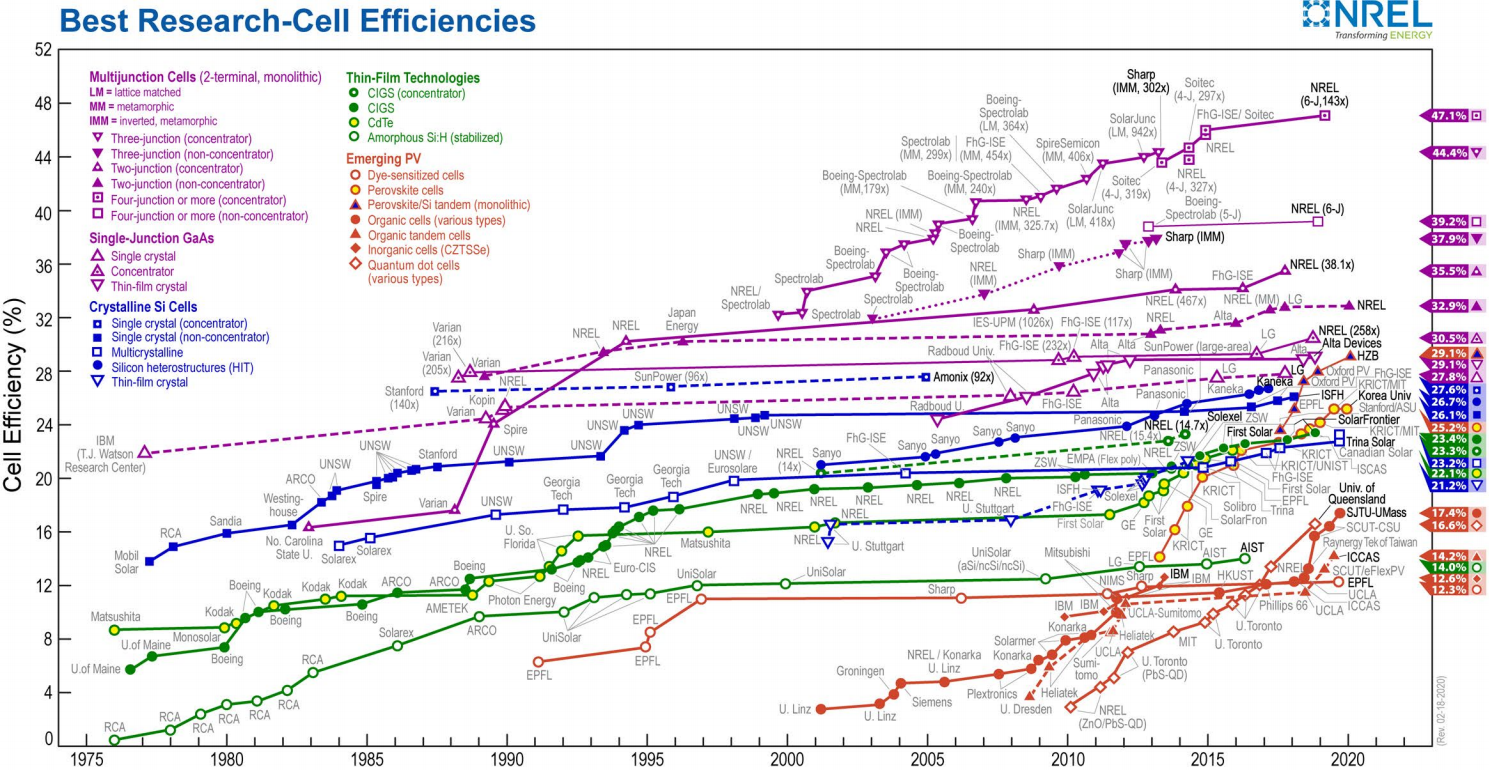 Best Research-Cell Efficiencies
NREL
Transforming ENERGY
Cell Efficiency (%)
52
48
44
40
36
32
28
24
20
16
12
8
4
0
Multijunction Cells (2-terminal, monolithic)
LM = lattice matched
MM = metamorphic
IMM = inverted, metamorphic
Three-junction (concentrator)
Three-junction (non-concentrator)
Two-junction (concentrator)
Two-junction (non-concentrator)
Four-junction or more (concentrator)
Four-junction or more (non-concentrator)
Single-Junction GaAs
Single crystal
Concentrator
Thin-film crystal
Crystalline Si Cells
Single crystal (concentrator)
Single crystal (non-concentrator)
Multicrystalline
Silicon heterostructures (HIT)
Thin-film crystal
Thin-Film Technologies
CIGS (concentrator)
CIGS
CdTe
Amorphous Si:H (stabilized)
Emerging PV
Dye-sensitized cells
Perovskite cells
Perovskite/Si tandem (monolithic)
Organic cells (various types)
Organic tandem cells
Inorganic cells (CZTSSe)
Quantum dot cells
(various types)
Sharp
(IMM, 302x)
Soitec
(4-J, 297x)
NREL
(6-J,143x)
FhG-ISE/ Soitec
Boeing-
Spectrolab
(LM, 364x)
SolarJunc
(LM, 942x)
Spectrolab
(MM, 299x)
FhG-ISE
(MM, 454x)
SpireSemicon
(MM, 406x)
NREL
Boeing-Spectrolab
(MM,179x)
Boeing-Spectrolab
(MM, 240x)
Soitec
(4-J, 319x)
NREL
(4-J, 327x)
NREL (IMM)
NREL
NREL
(IMM, 325.7x)
SolarJunc
(LM, 418x)
Boeing-
Spectrolab (5-J)
NREL (6-J)
Boeing-
Spectrolab
Boeing-
Spectrolab
Boeing-
Spectrolab
Sharp (IMM)
Sharp (IMM)
Sharp (IMM)
NREL
(IMM)
FhG-ISE
NREL (38.1x)
NREL/
Spectrolab
Spectrolab
Spectrolab
Spectrolab
NREL (467x)
NREL (MM)
LG
NREL
IES-UPM (1026x)
FhG-ISE (117x)
Alta
Varian
(216x)
NREL
NREL
Japan
Energy
Varian
(205x)
Varian
NREL
FhG-ISE (232x)
Alta
Alta
SunPower (large-area)
LG
NREL (258x)
Alta Devices
Alta
HZB
Radboud Univ.
Stanford
(140x)
SunPower (96x)
Amonix (92x)
Kopin
Varian
Spire
Radboud U.
FhG-ISE
Alta
Panasonic
Panasonic
Panasonic
LG
Kaneka
Kaneka
LG
Oxford PV
Oxford PV
FhG-ISE
KRICT/MIT
ISFH
EPFL
Korea Univ
Stanford/ASU
SolarFrontier
KRICT/MIT
Trina Solar
Canadian Solar
ISCAS
IBM
(T.J. Watson
Research Center)
UNSW
UNSW
UNSW
UNSW
UNSW
Stanford
Spire
ARCO
Westing-
house
No. Carolina
State U.
Sandia
RCA
Mobil
Solar
Solarex
Solarex
Varian
UNSW
Georgia
Tech
Georgia
Tech
Georgia
Tech
UNSW /
Eurosolare
NREL
(14x)
FhG-ISE
Sanyo
Sanyo
Sanyo
Sanyo
NREL (14.7x)
NREL (15.4x)
Solexel
ZSW
First Solar
ZSW
ZSW
EMPA (Flex poly)
KRICT/UNIST
FhG-ISE
First Solar
EPFL
Trina
KRICT
Solibro
SolarFron
ISFH
Solexel
FhG-ISE
First Solar
GE
First
Solar
GE
KRICT
EPFL
NREL
NREL
NREL
NREL
NREL
NREL
NREL
NREL
NREL
U. Stuttgart
U. Stuttgart
Matsushita
Euro-CIS
NREL
NREL
U. So.
Florida
Photon Energy
Boeing
AMETEK
ARCO
ARCO
Kodak
Kodak
Boeing
Boeing
Boeing
Kodak
Matsushita
Monosolar
Boeing
U.of Maine
U.of Maine
Solarex
ARCO
UniSolar
UniSolar
UniSolar
UniSolar
(aSi/ncSi/ncSi)
Mitsubishi
LG
AIST
AIST
RCA
RCA
RCA
RCA
RCA
RCA
RCA
EPFL
EPFL
EPFL
Sharp
NIMS
Sharp
IBM
IBM
IBM
IBM
HKUST
UCLA-Sumitomo
Heliatek
UCLA
Sumi-
tomo
Konarka
Solarmer
Konarka
NREL / Konarka
U. Linz
Groningen
Siemens
U. Linz
U. Linz
Plextronics
Heliatek
U. Dresden
NREL
(ZnO/PbS-QD)
U. Toronto
(PbS-QD)
MIT
U. Toronto
U.Toronto
Phillips 66
NREL
UCLA
Univ. of
Queensland
SJTU-UMass
SCUT-CSU
Raynergy Tek of Taiwan
ICCAS
SCUT/eFlexPV
EPFL
UCLA
ICCAS
47.1%
44.4%
39.2%
37.9%
35.5%
32.9%
30.5%
29.1%
29.1%
27.8%
27.6%
26.7%
26.1%
25.2%
23.4%
23.3%
23.2%
22.1%
21.2%
17.4%
16.6%
14.2%
14.0%
12.6%
12.3%
(Rev. 02-18-2020)
1975
1980
1985
1990
1995
2000
2005
2010
2015
2020